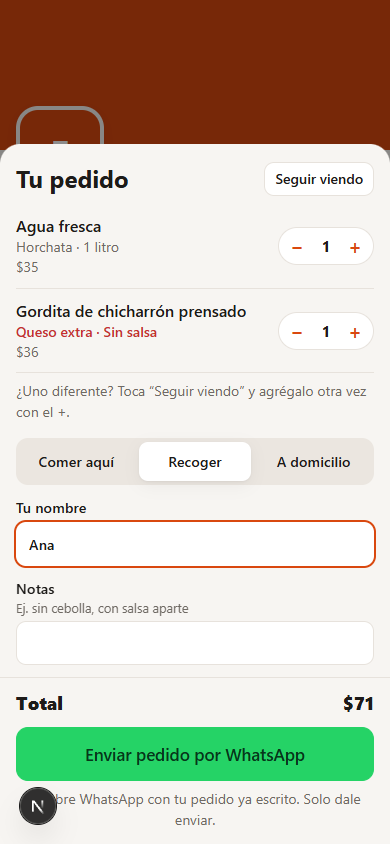 Tu pedido
Seguir viendo
Agua fresca
Horchata · 1 litro
$35
− 1 +
Gordita de chicharrón prensado
Queso extra · Sin salsa
$36
− 1 +
¿Uno diferente? Toca “Seguir viendo” y agrégalo otra vez
con el +.
Comer aquí
Recoger
A domicilio
Tu nombre
Ana
Notas
Ej. sin cebolla, con salsa aparte
Total
$71
Enviar pedido por WhatsApp
N
WhatsApp con tu pedido ya escrito. Solo dale
enviar.